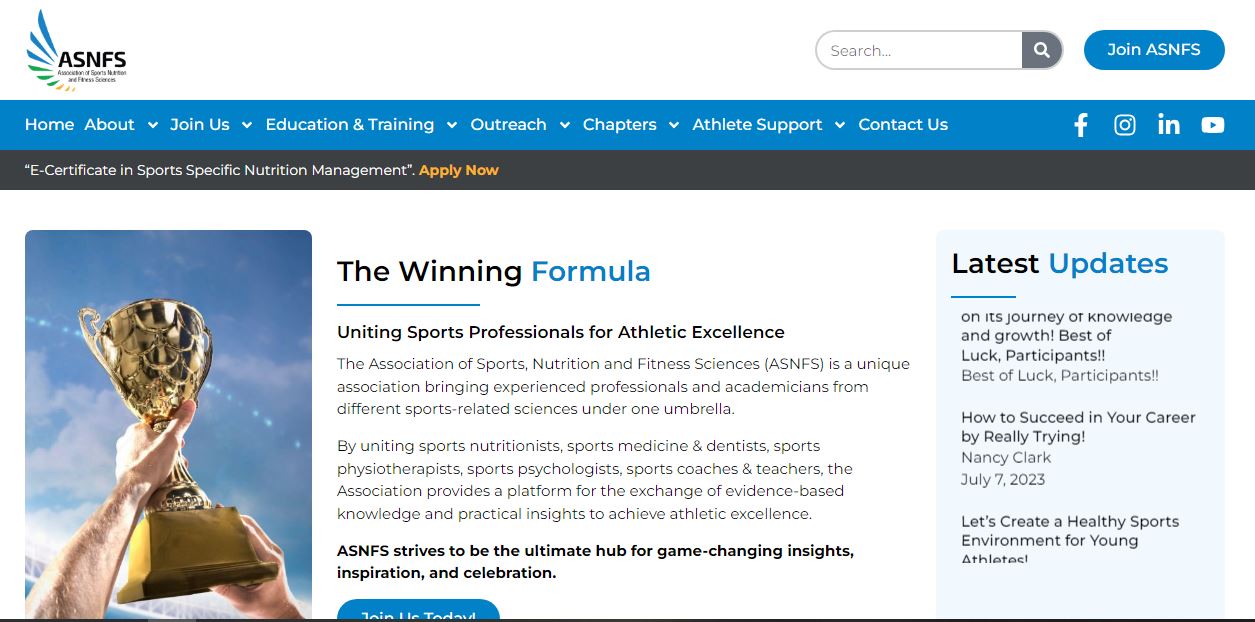 ASNFS
Association of Sports Nutrition
and Fitness Sciences
Search...
Join ASNFS
Home About Join Us Education & Training Outreach Chapters Athlete Support Contact Us
“E-Certificate in Sports Specific Nutrition Management”. Apply Now
The Winning Formula
Uniting Sports Professionals for Athletic Excellence
The Association of Sports, Nutrition and Fitness Sciences (ASNFS) is a unique
association bringing experienced professionals and academicians from
different sports-related sciences under one umbrella.
By uniting sports nutritionists, sports medicine & dentists, sports
physiotherapists, sports psychologists, sports coaches & teachers, the
Association provides a platform for the exchange of evidence-based
knowledge and practical insights to achieve athletic excellence.
ASNFS strives to be the ultimate hub for game-changing insights,
inspiration, and celebration.
Join Us Today!
Latest Updates
on its journey of knowledge
and growth! Best of
Luck, Participants!!
Best of Luck, Participants!!
How to Succeed in Your Career
by Really Trying!
Nancy Clark
July 7, 2023
Let’s Create a Healthy Sports
Environment for Young
Athletes!